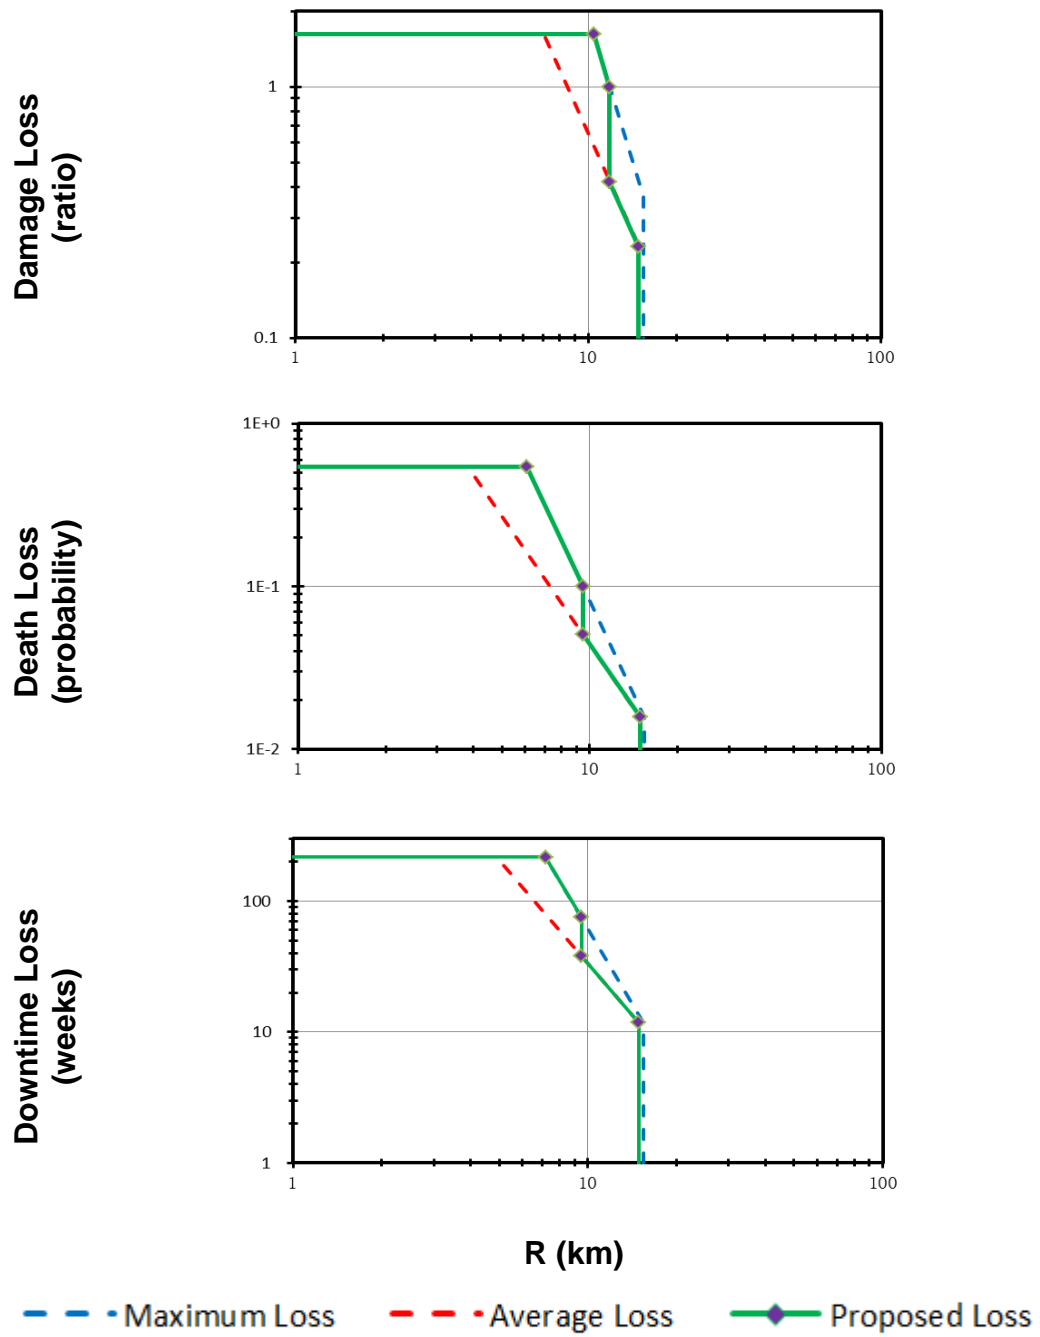 Damage Loss
(ratio)
1
0.1
1 10 100
Death Loss
(probability)
1E+0
1E-1
1E-2
1 10 100
Downtime Loss
(weeks)
100
10
1
1 10 100
R (km)
Maximum Loss Average Loss Proposed Loss